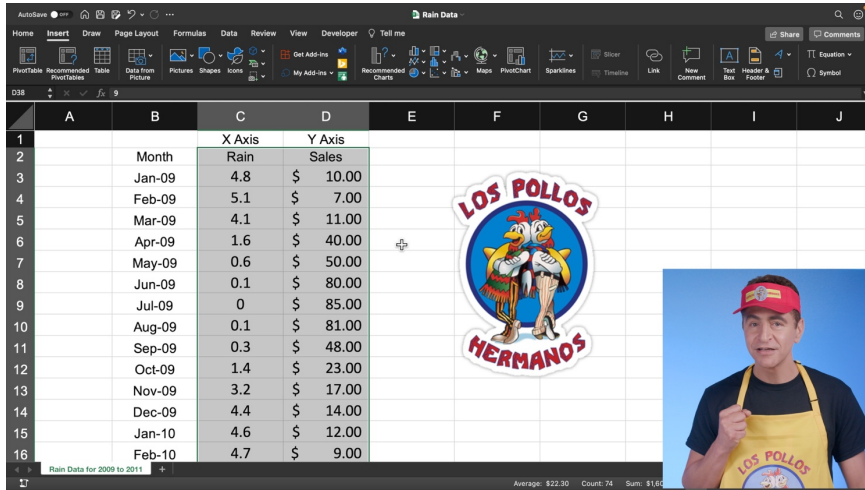 AutoSave OFF Rain Data
Home Insert Draw Page Layout Formulas Data Review View Developer Tell me Share Comments
PivotTable Recommended PivotTables Table Data from Picture Pictures Shapes Icons Get Add-ins My Add-ins Recommended Charts Maps PivotChart Sparklines Slicer Timeline Link New Comment Text Box Header & Footer Equation Symbol
D38 fx 9
A B C D E F G H I J
1 X Axis Y Axis
2 Month Rain Sales
3 Jan-09 4.8 $ 10.00
4 Feb-09 5.1 $ 7.00
5 Mar-09 4.1 $ 11.00
6 Apr-09 1.6 $ 40.00
7 May-09 0.6 $ 50.00
8 Jun-09 0.1 $ 80.00
9 Jul-09 0 $ 85.00
10 Aug-09 0.1 $ 81.00
11 Sep-09 0.3 $ 48.00
12 Oct-09 1.4 $ 23.00
13 Nov-09 3.2 $ 17.00
14 Dec-09 4.4 $ 14.00
15 Jan-10 4.6 $ 12.00
16 Feb-10 4.7 $ 9.00
LOS POLLOS
HERMANOS
LOS POLLOS
Rain Data for 2009 to 2011
Average: $22.30 Count: 74 Sum: $1,60